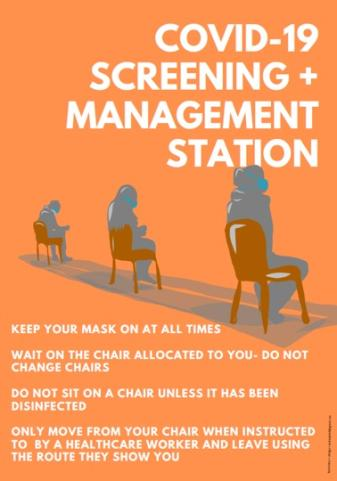 COVID-19
SCREENING +
MANAGEMENT
STATION
KEEP YOUR MASK ON AT ALL TIMES
WAIT ON THE CHAIR ALLOCATED TO YOU- DO NOT
CHANGE CHAIRS
DO NOT SIT ON A CHAIR UNLESS IT HAS BEEN
DISINFECTED
ONLY MOVE FROM YOUR CHAIR WHEN INSTRUCTED
TO BY A HEALTHCARE WORKER AND LEAVE USING
THE ROUTE THEY SHOW YOU